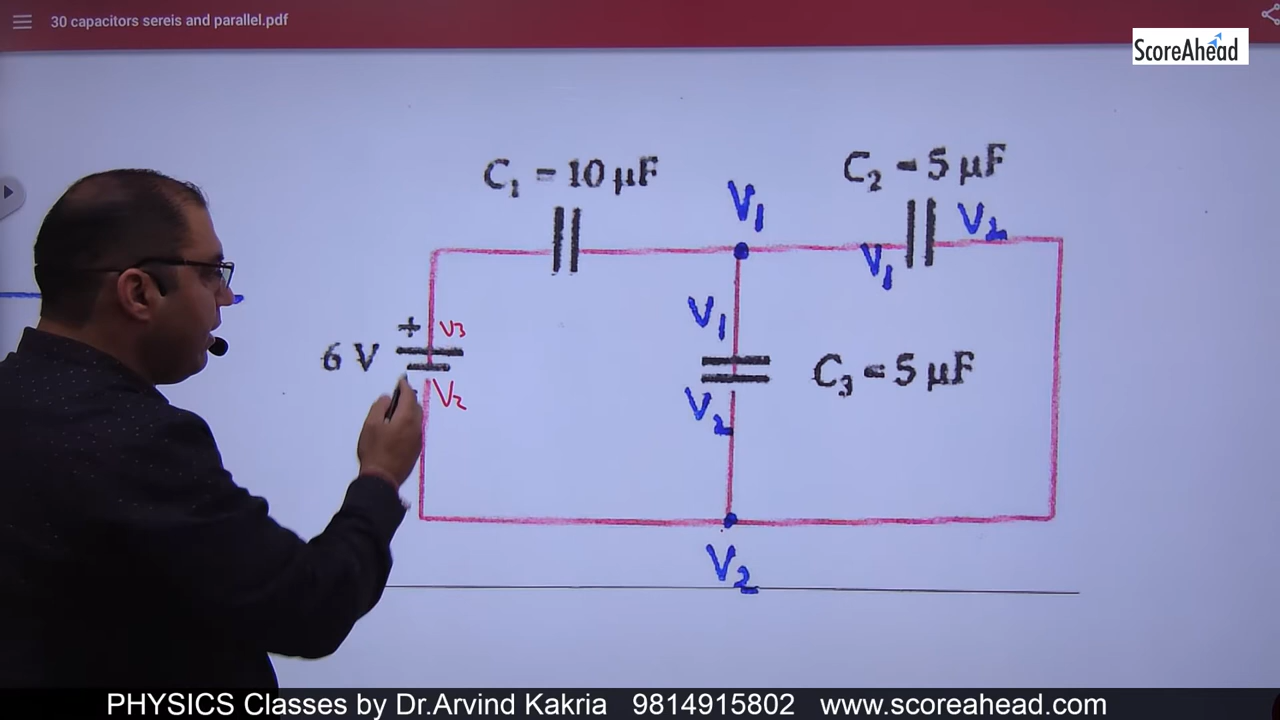 30 capacitors sereis and parallel.pdf
ScoreAhead
C₁ = 10 µF
C₂ = 5 µF
V₁
V₂
V₁
V₁
+
V3
6 V
C₃ = 5 µF
V₂
V₂
V₂
PHYSICS Classes by Dr.Arvind Kakria 9814915802 www.scoreahead.com